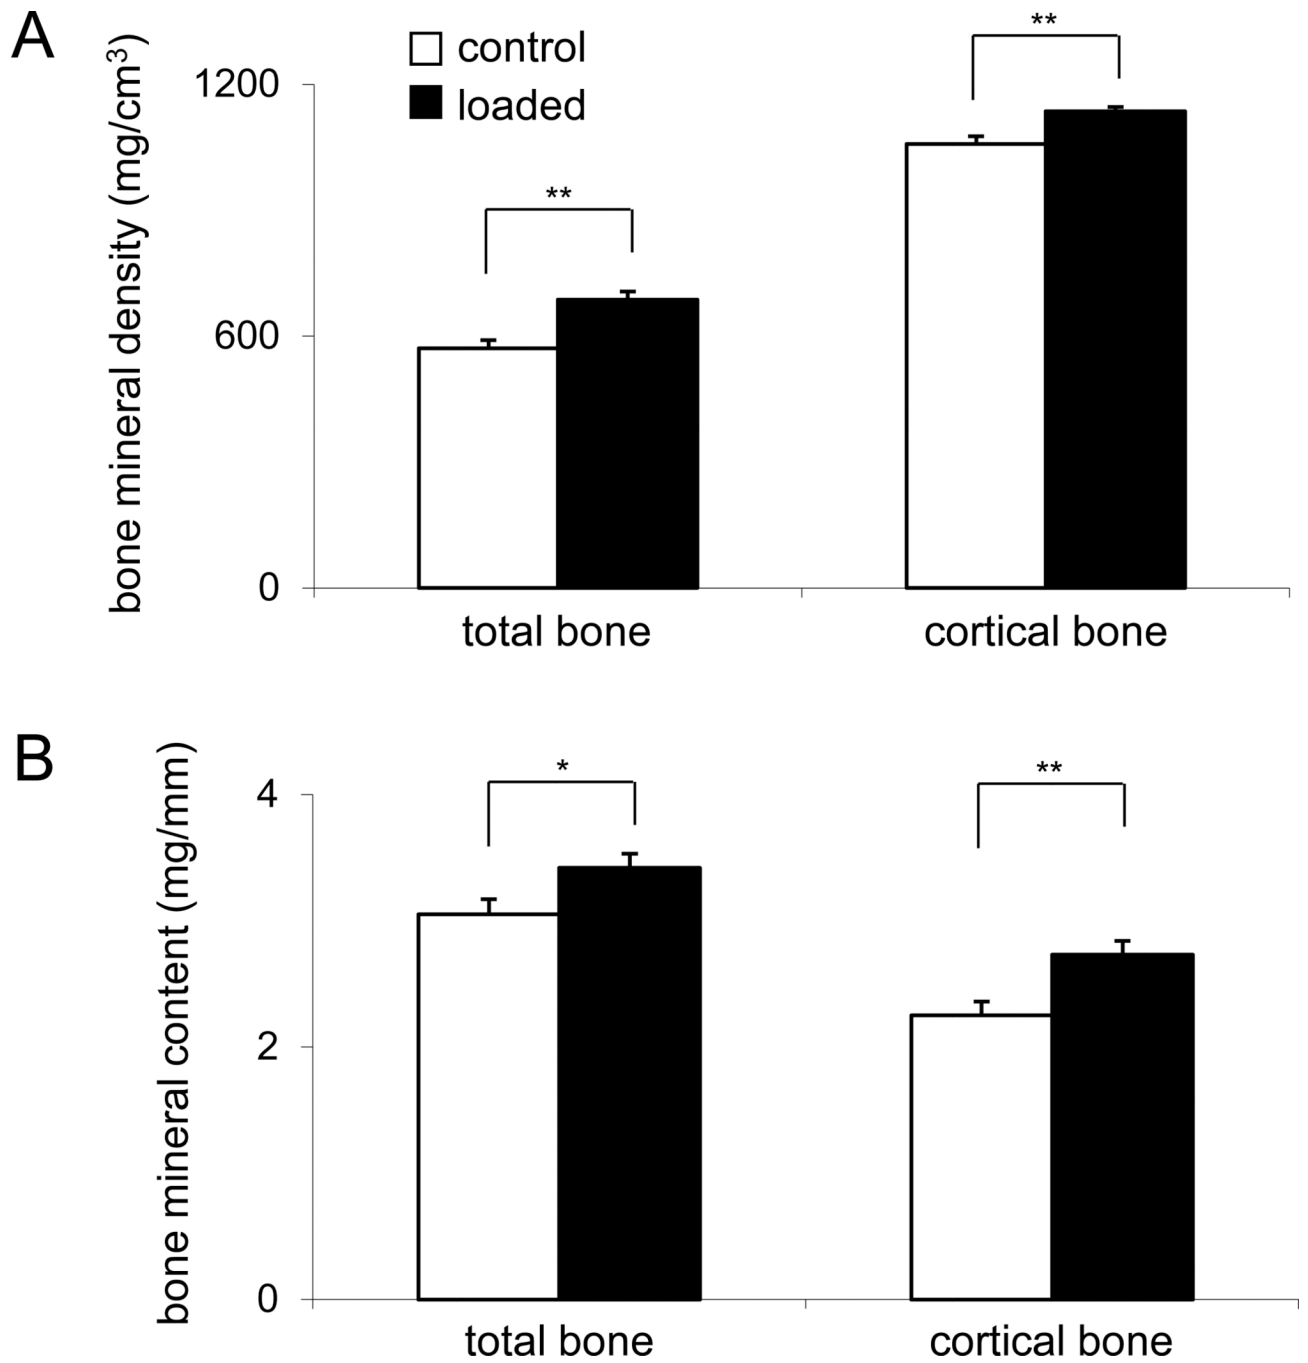 A
bone mineral density (mg/cm³)
control
loaded
1200
600
0
**
**
total bone
cortical bone
B
bone mineral content (mg/mm)
4
2
0
*
**
total bone
cortical bone